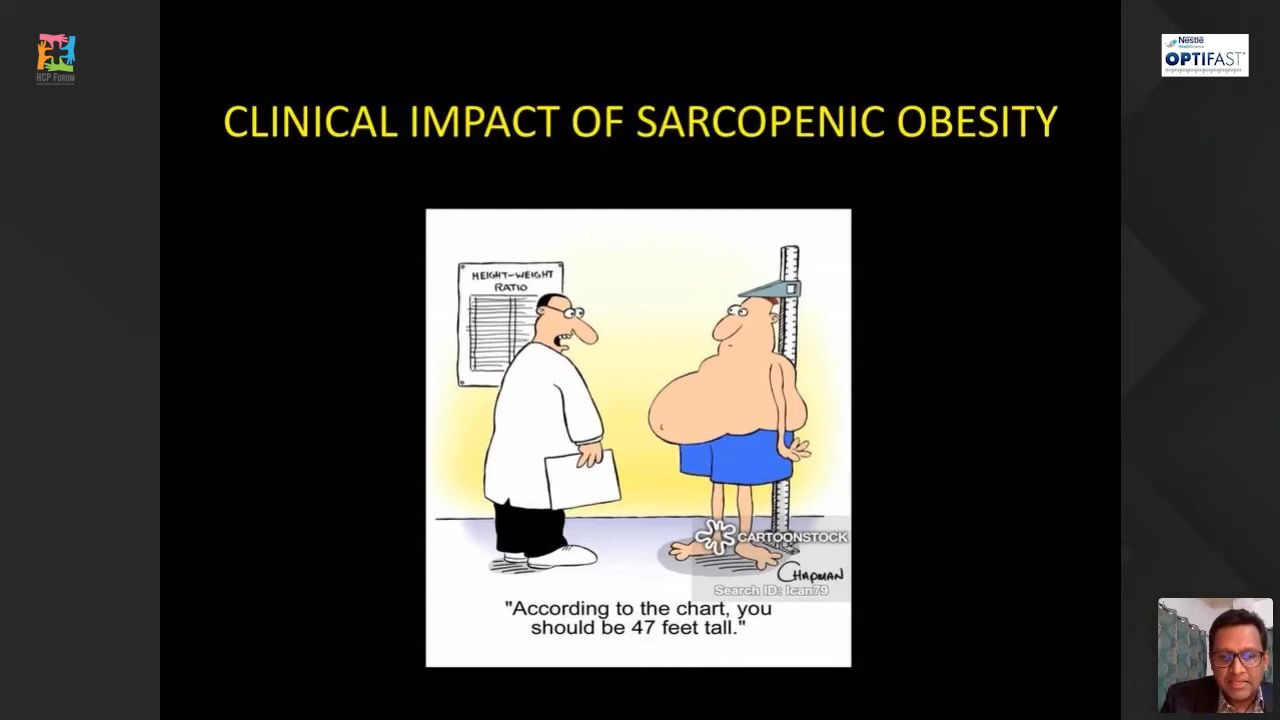 HCP FORUM
Nestlé
HealthScience
OPTIFAST
CLINICAL IMPACT OF SARCOPENIC OBESITY
HEIGHT-WEIGHT
RATIO
CARTOONSTOCK
CHAPMAN
Search ID: lcan79
"According to the chart, you
should be 47 feet tall."